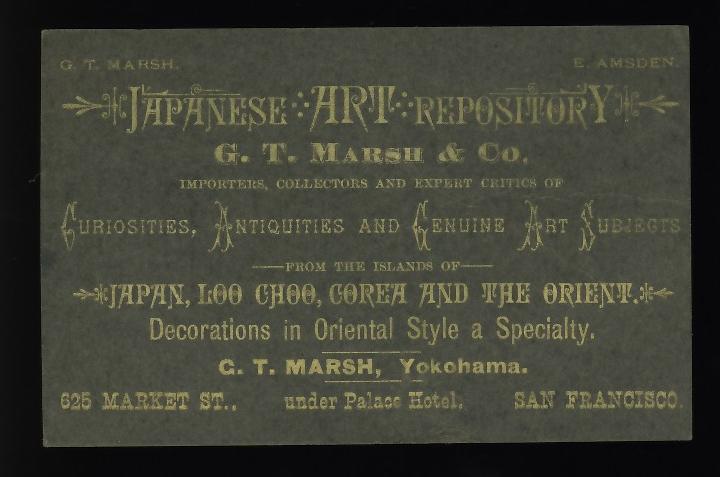 G. T. MARSH. E. AMSDEN.
JAPANESE ART REPOSITORY
G. T. MARSH & CO.
IMPORTERS, COLLECTORS AND EXPERT CRITICS OF
CURIOSITIES, ANTIQUITIES AND GENUINE ART SUBJECTS
FROM THE ISLANDS OF
JAPAN, LOO CHOO, COREA AND THE ORIENT.
Decorations in Oriental Style a Specialty.
G. T. MARSH, Yokohama.
625 MARKET ST., under Palace Hotel, SAN FRANCISCO.